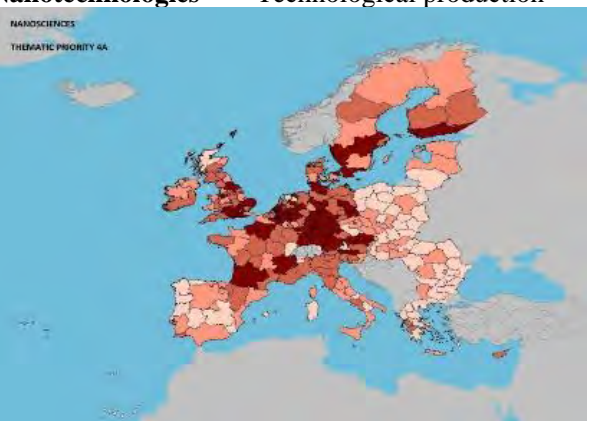 Nanotechnologies Technological production
NANOSCIENCES
THEMATIC PRIORITY 4A